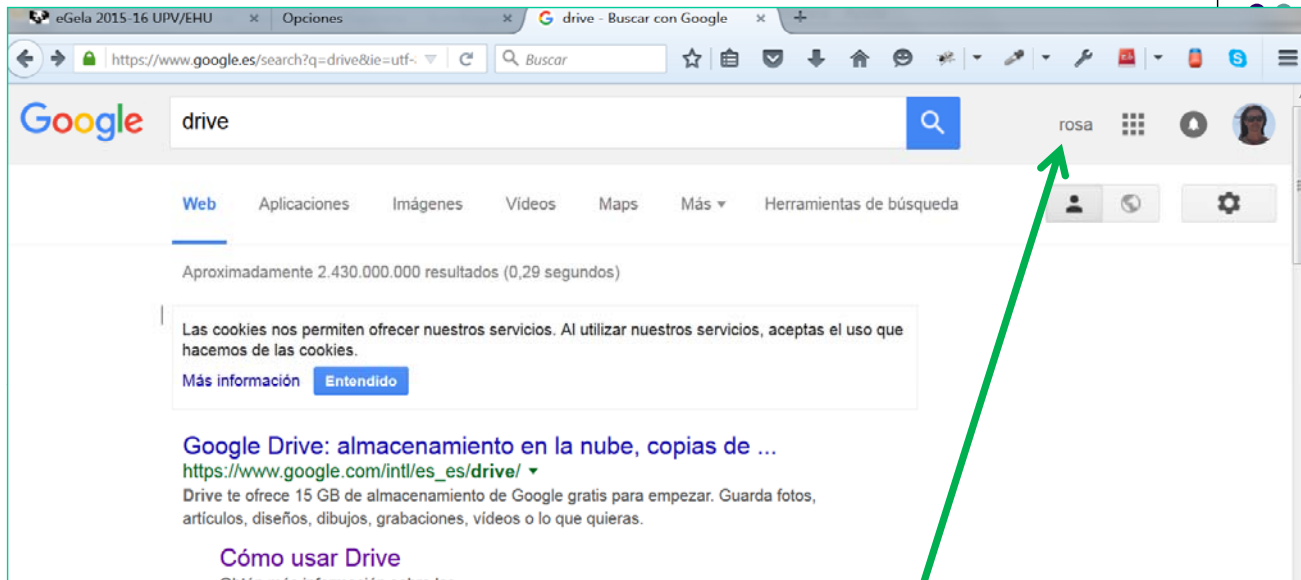 eGela 2015-16 UPV/EHU × Opciones × drive - Buscar con Google × +
https://www.google.es/search?q=drive&ie=utf- Buscar
Google drive rosa
Web Aplicaciones Imágenes Vídeos Maps Más Herramientas de búsqueda
Aproximadamente 2.430.000.000 resultados (0,29 segundos)
Las cookies nos permiten ofrecer nuestros servicios. Al utilizar nuestros servicios, aceptas el uso que
hacemos de las cookies.
Más información Entendido
Google Drive: almacenamiento en la nube, copias de ...
https://www.google.com/intl/es_es/drive/
Drive te ofrece 15 GB de almacenamiento de Google gratis para empezar. Guarda fotos,
artículos, diseños, dibujos, grabaciones, vídeos o lo que quieras.
Cómo usar Drive